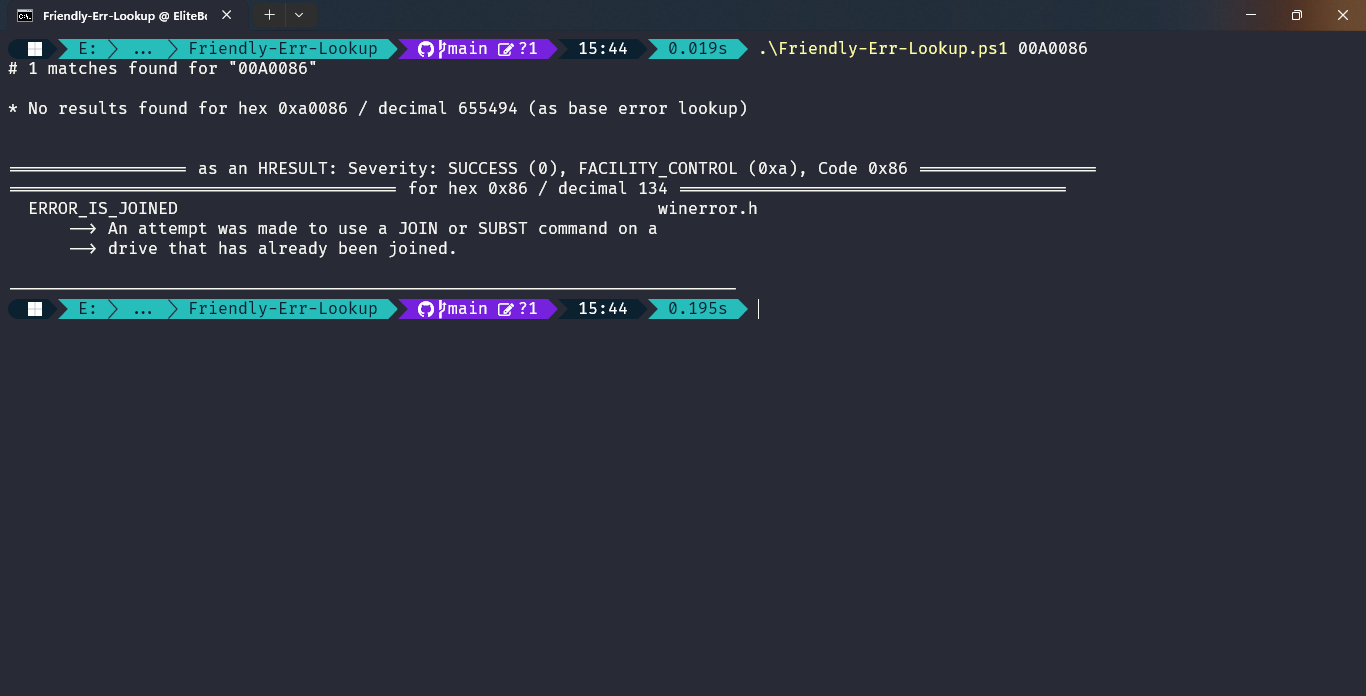 Friendly-Err-Lookup @ EliteB
E: ... Friendly-Err-Lookup main ?1 15:44 0.019s .\Friendly-Err-Lookup.ps1 00A0086
# 1 matches found for "00A0086"
* No results found for hex 0xa0086 / decimal 655494 (as base error lookup)
as an HRESULT: Severity: SUCCESS (0), FACILITY_CONTROL (0xa), Code 0x86
for hex 0x86 / decimal 134
ERROR_IS_JOINED winerror.h
—> An attempt was made to use a JOIN or SUBST command on a
—> drive that has already been joined.
E: ... Friendly-Err-Lookup main ?1 15:44 0.195s